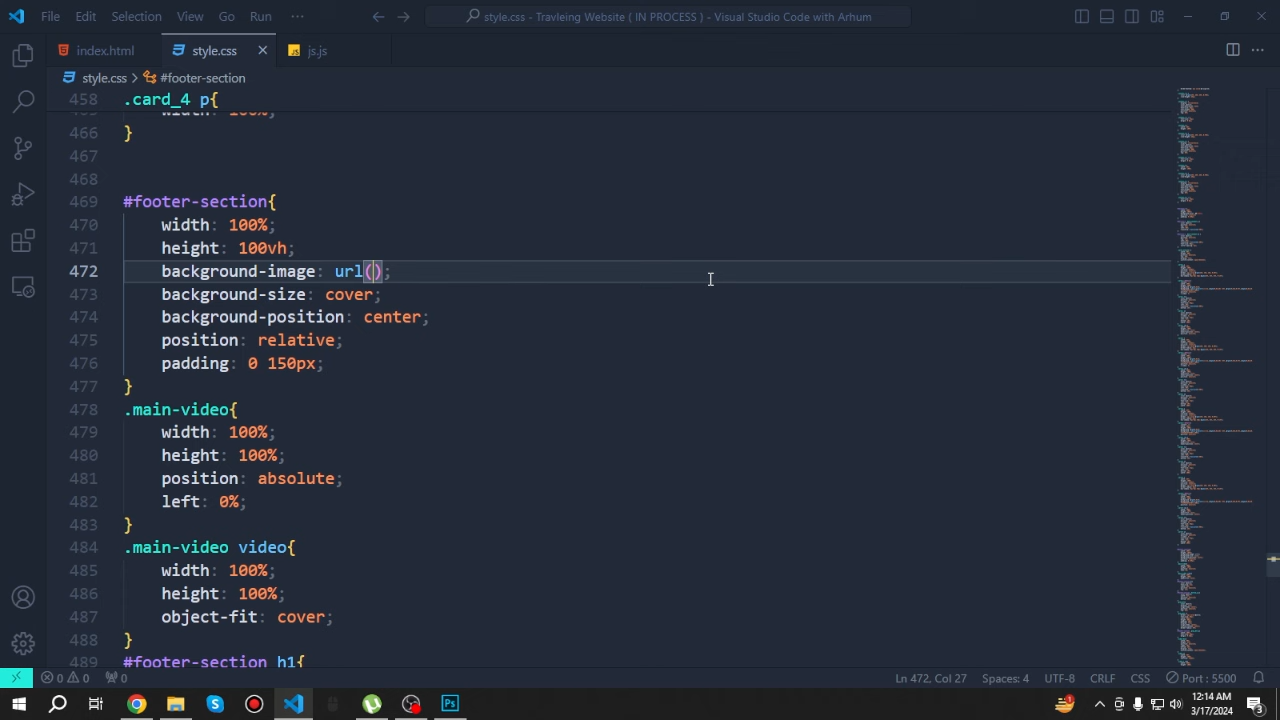 File Edit Selection View Go Run ···
style.css - Travleing Website ( IN PROCESS ) - Visual Studio Code with Arhum
index.html style.css js.js
style.css > #footer-section
458 .card_4 p{
466 }
467
468
469 #footer-section{
470 width: 100%;
471 height: 100vh;
472 background-image: url();
473 background-size: cover;
474 background-position: center;
475 position: relative;
476 padding: 0 150px;
477 }
478 .main-video{
479 width: 100%;
480 height: 100%;
481 position: absolute;
482 left: 0%;
483 }
484 .main-video video{
485 width: 100%;
486 height: 100%;
487 object-fit: cover;
488 }
489 #footer-section h1{
0 0 0 Ln 472, Col 27 Spaces: 4 UTF-8 CRLF CSS Port : 5500
12:14 AM
3/17/2024